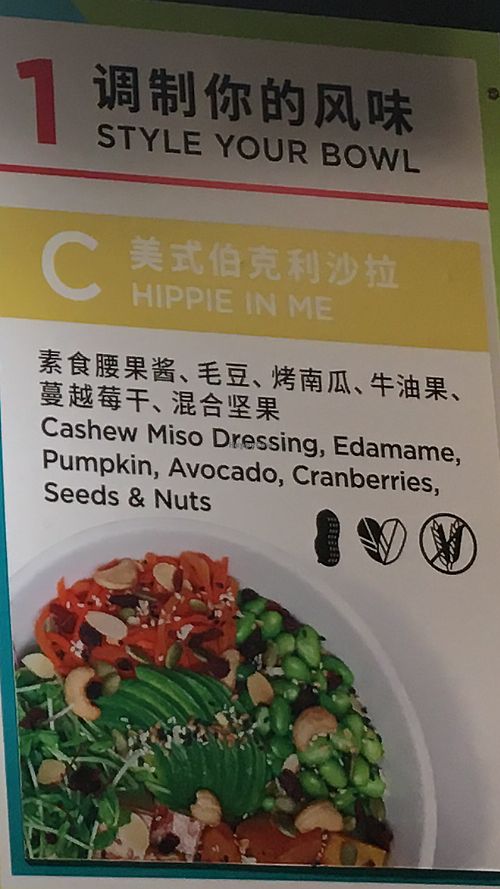 1
调制你的风味
STYLE YOUR BOWL
C
美式伯克利沙拉
HIPPIE IN ME
素食腰果酱、毛豆、烤南瓜、牛油果、
蔓越莓干、混合坚果
Cashew Miso Dressing, Edamame,
Pumpkin, Avocado, Cranberries,
Seeds & Nuts